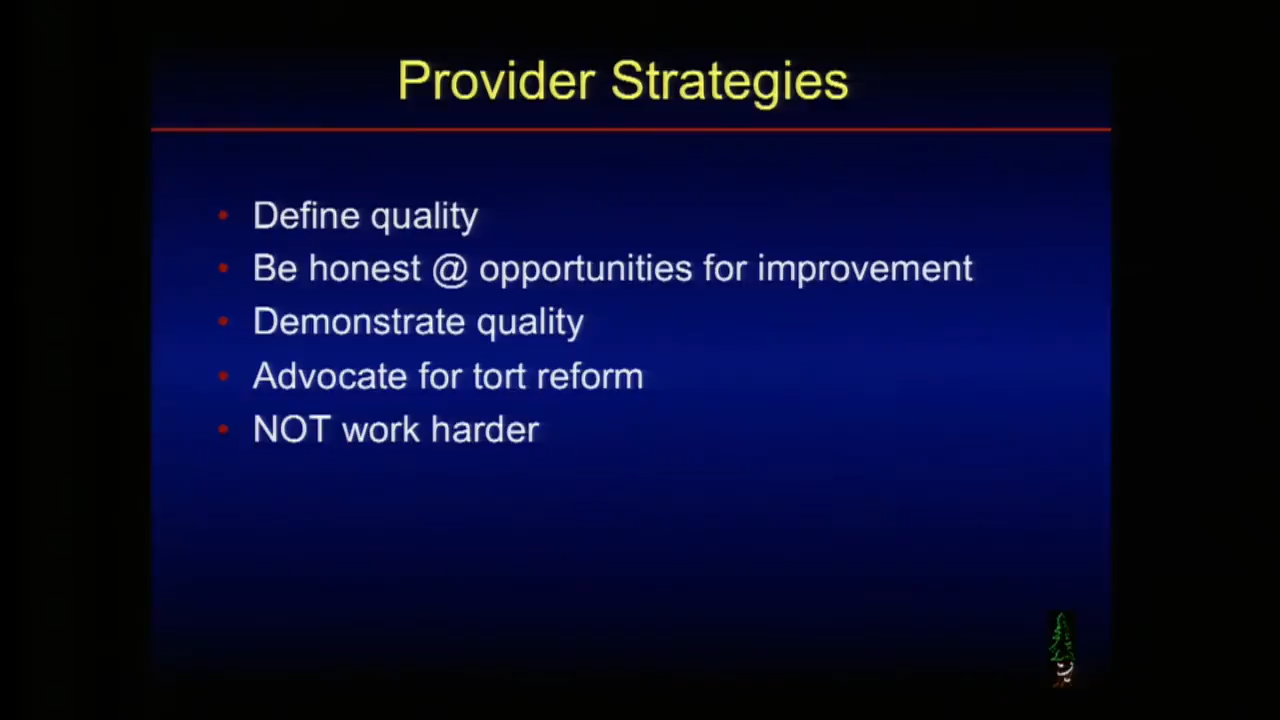 Provider Strategies
• Define quality
• Be honest @ opportunities for improvement
• Demonstrate quality
• Advocate for tort reform
• NOT work harder